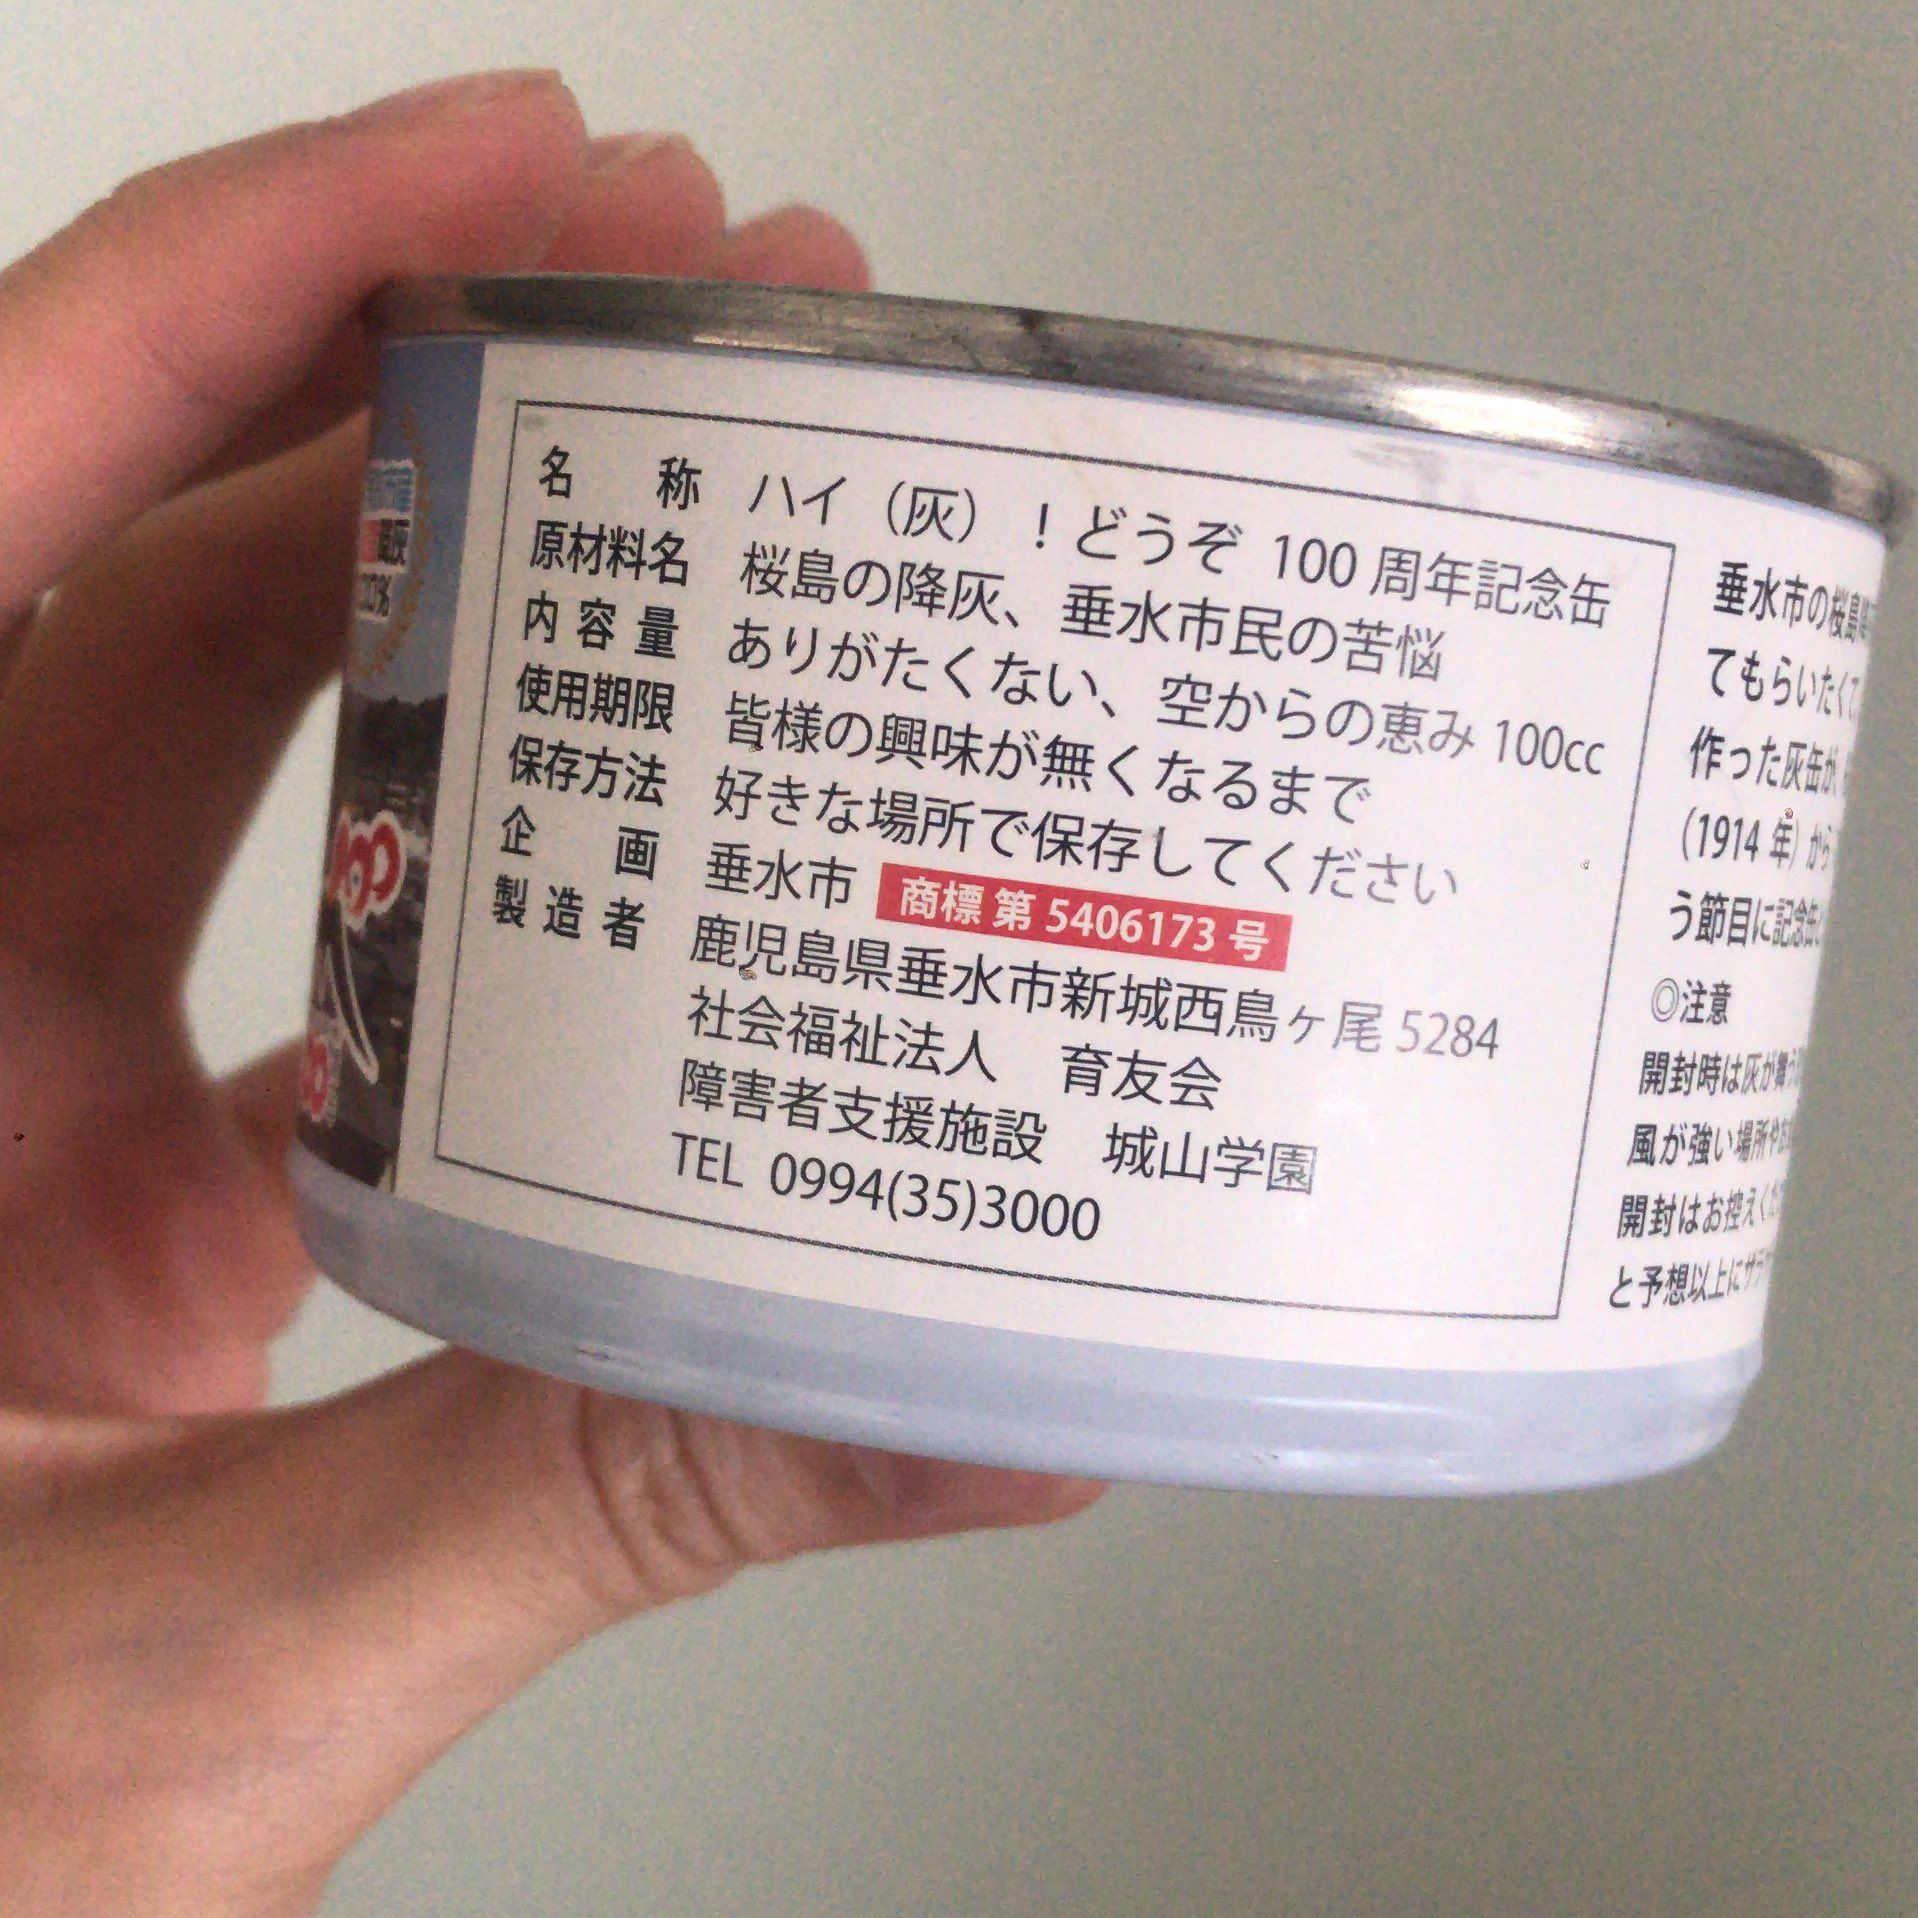 名称 ハイ（灰）！どうぞ 100 周年記念缶
原材料名 桜島の降灰、垂水市民の苦悩
内容量 ありがたくない、空からの恵み 100cc
使用期限 皆様の興味が無くなるまで
保存方法 好きな場所で保存してください
企画 垂水市 商標 第 5406173 号
製造者 鹿児島県垂水市新城西鳥ヶ尾 5284
社会福祉法人 育友会
障害者支援施設 城山学園
TEL 0994(35)3000
垂水市の桜島
てもらいたくて
作った灰缶が
（1914 年）から
う節目に記念缶
◎注意
開封時は灰が舞う
風が強い場所や
開封はお控えくだ
と予想以上に